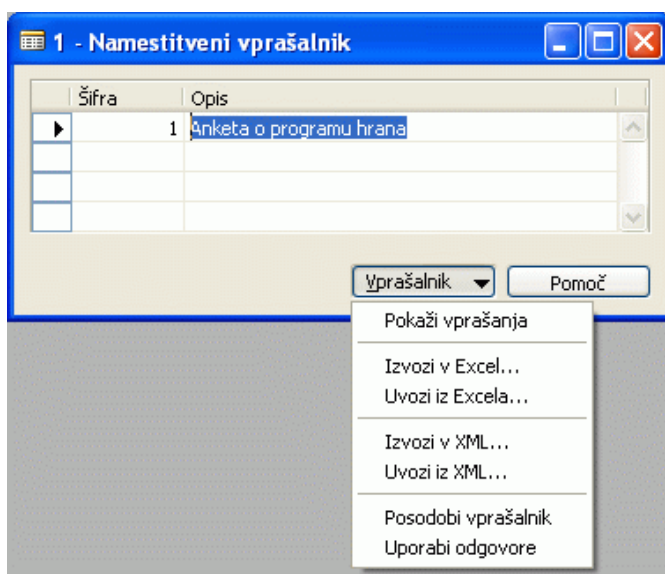 1 - Namestitveni vprašalnik
Šifra Opis
1 Anketa o programu hrana
Vprašalnik Pomoč
Pokaži vprašanja
Izvozi v Excel...
Uvozi iz Excela...
Izvozi v XML...
Uvozi iz XML...
Posodobi vprašalnik
Uporabi odgovore